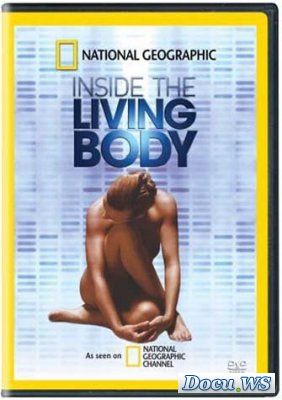 NATIONAL GEOGRAPHIC
INSIDE THE
LIVING
BODY
As seen on
NATIONAL
GEOGRAPHIC
CHANNEL
DVD
Docu.WS